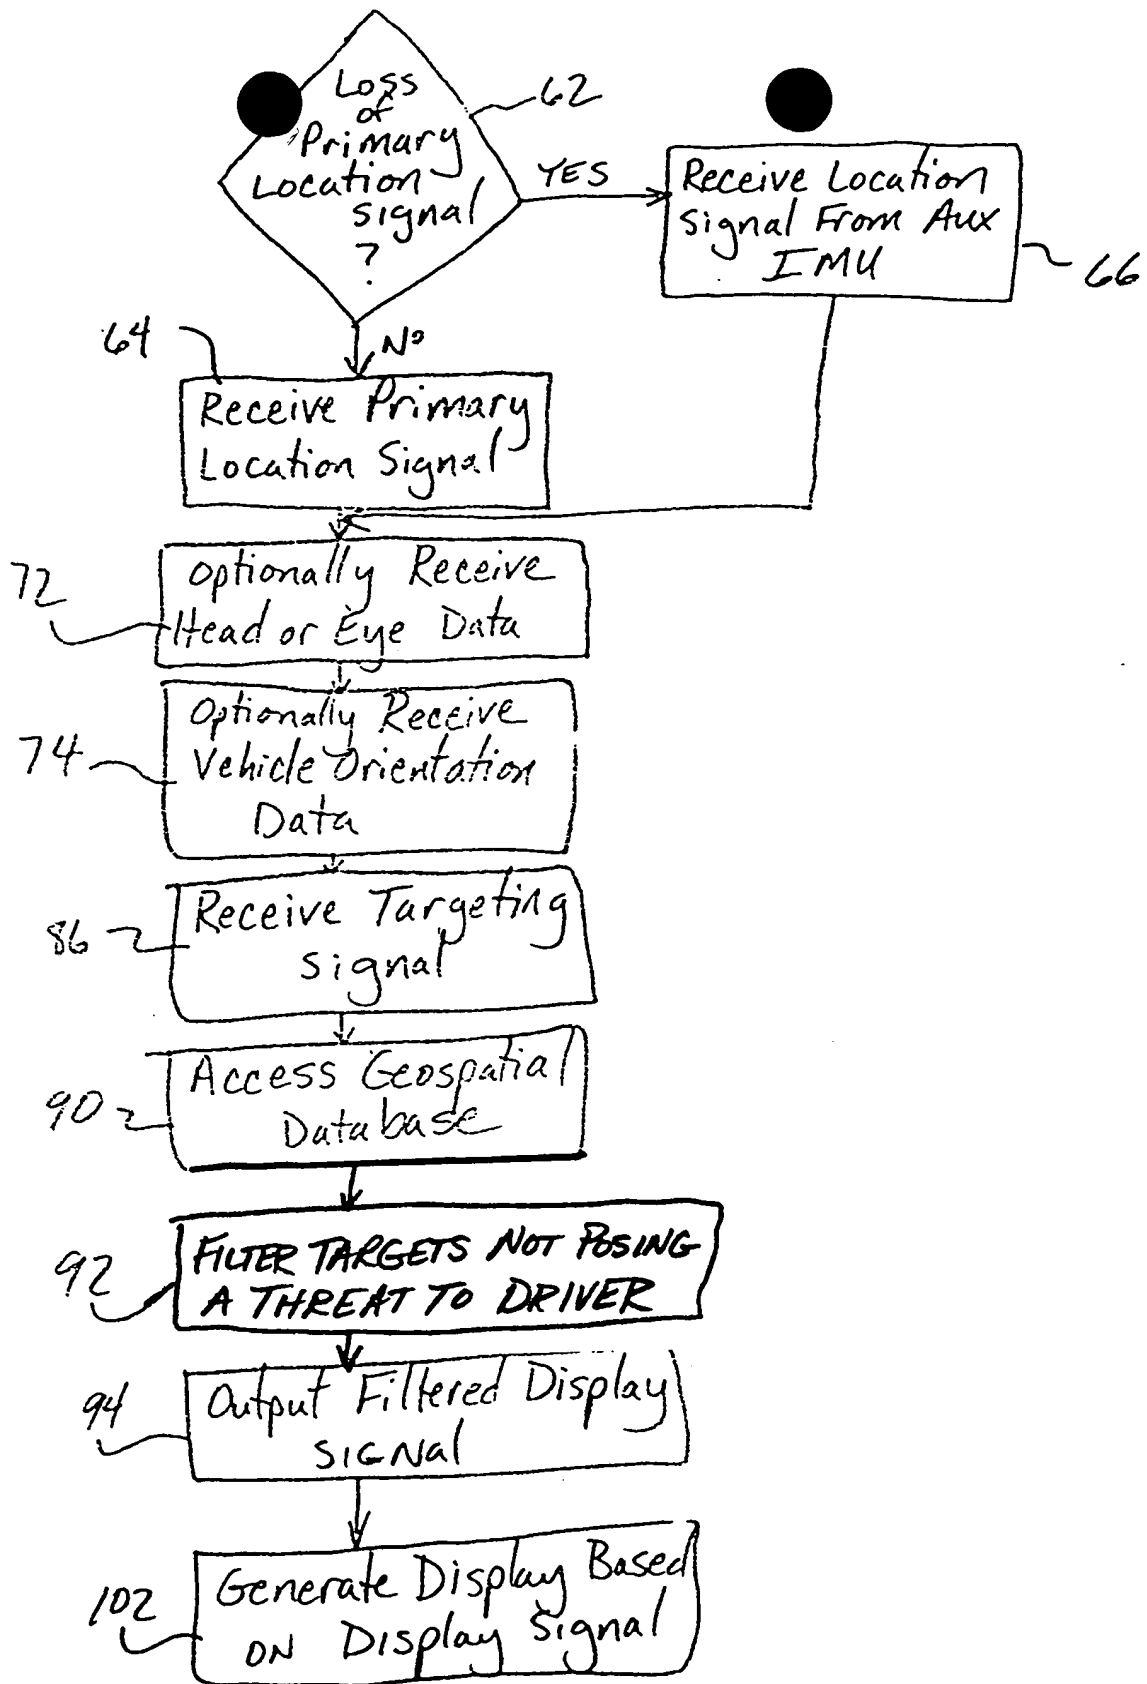 Loss
of
Primary
Location
signal
?
62
YES
Receive Location
signal From Aux
IMU
66
No
64
Receive Primary
Location Signal
72
Optionally Receive
Head or Eye Data
74
Optionally Receive
Vehicle Orientation
Data
86
Receive Targeting
signal
90
Access Geospatial
Database
92
FILTER TARGETS NOT POSING
A THREAT TO DRIVER
94
Output Filtered Display
SIGNal
102
Generate Display Based
ON Display Signal